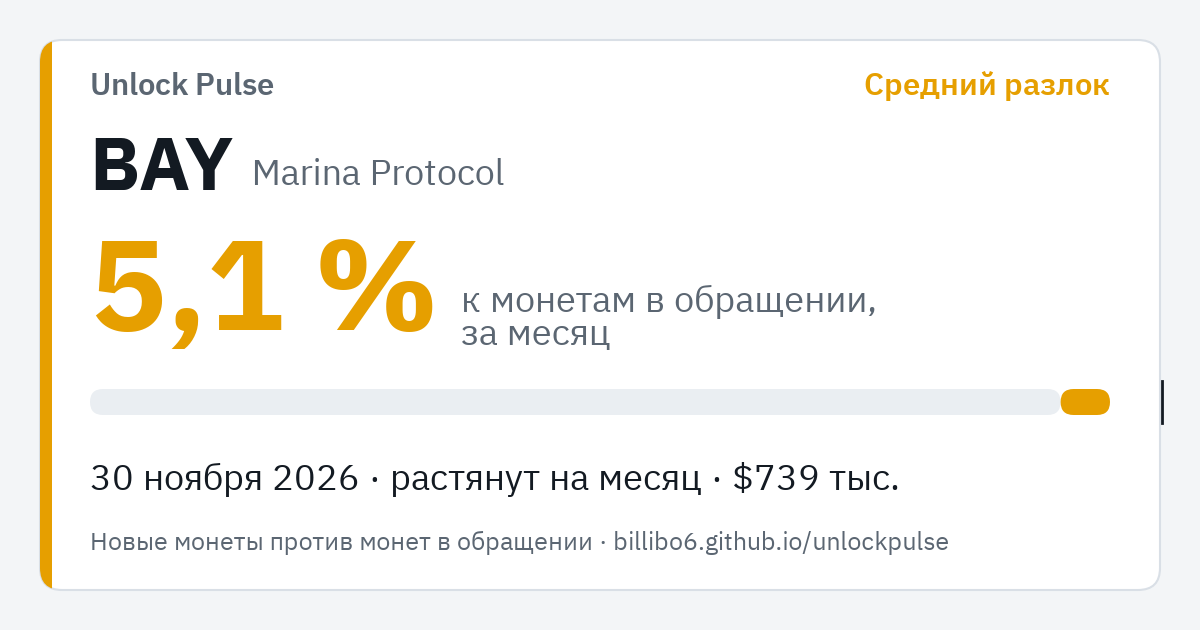 Unlock Pulse
Средний разлок
BAY Marina Protocol
5,1 % к монетам в обращении,
за месяц
30 ноября 2026 · растянут на месяц · $739 тыс.
Новые монеты против монет в обращении · billibo6.github.io/unlockpulse